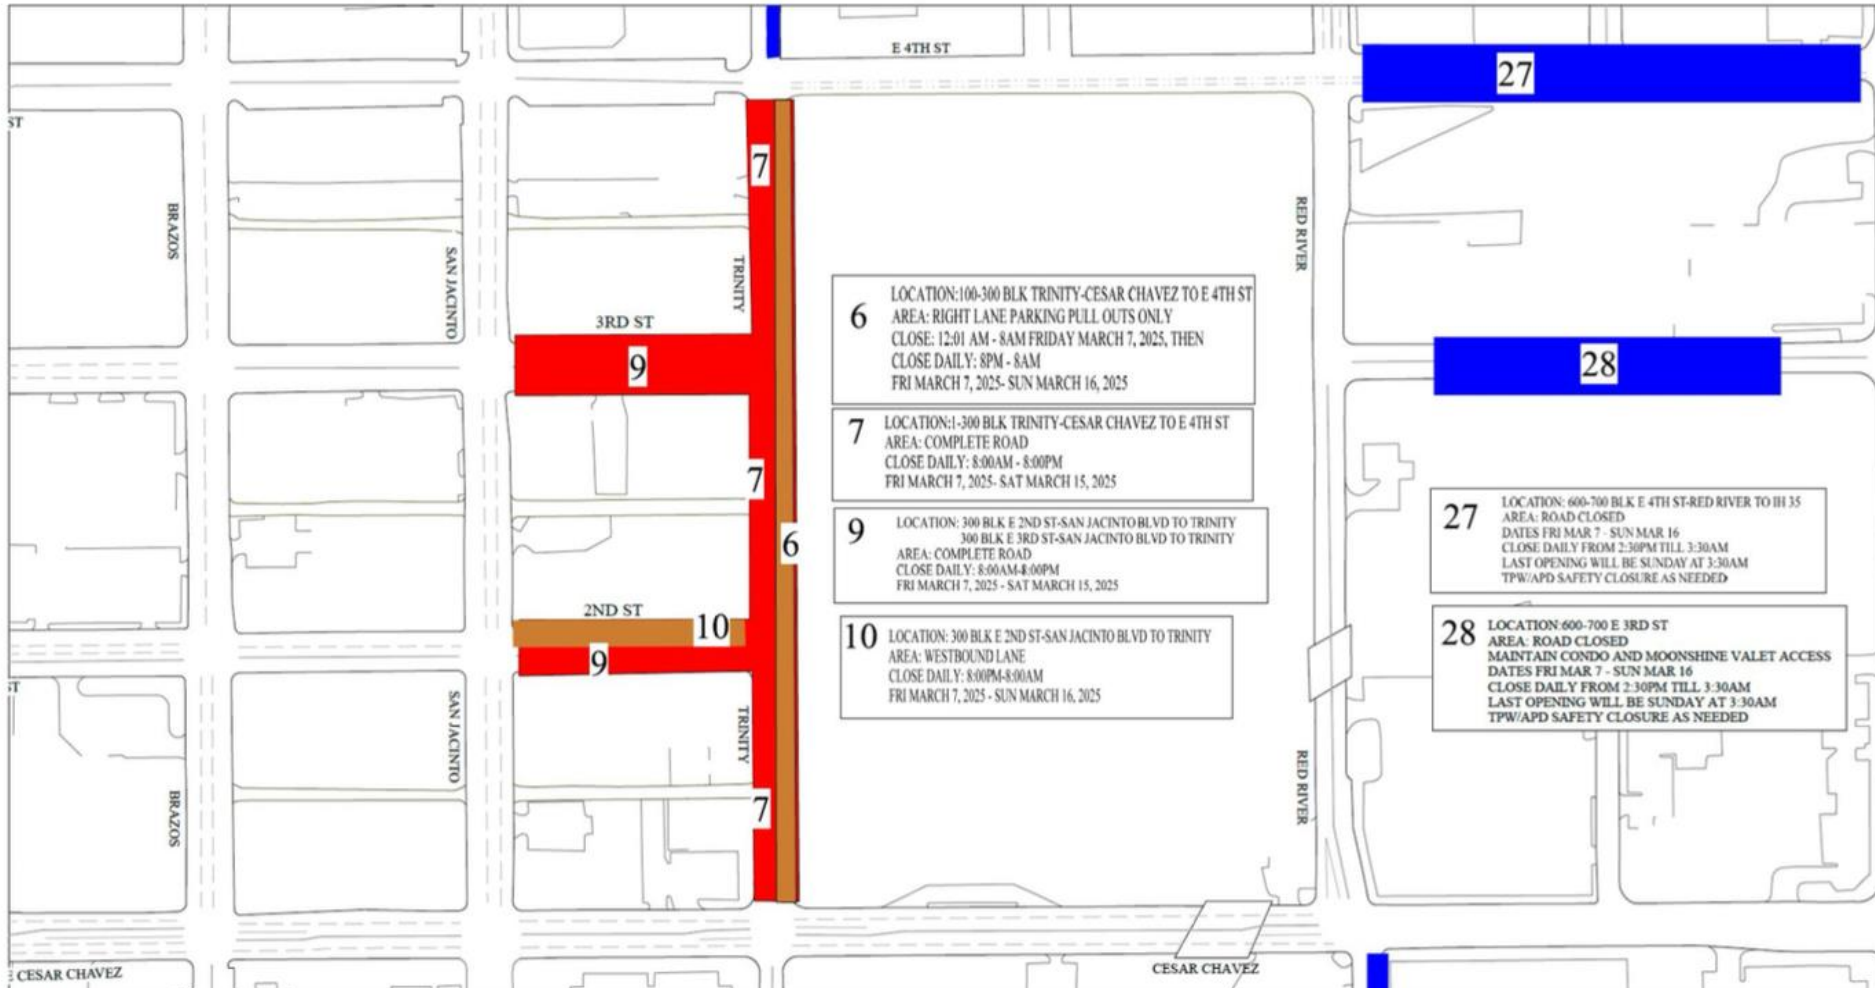 E 4TH ST
27
ST
7
BRAZOS
SAN JACINTO
TRINITY
RED RIVER
3RD ST
9
28
6 LOCATION:100-300 BLK TRINITY-CESAR CHAVEZ TO E 4TH ST
AREA: RIGHT LANE PARKING PULL OUTS ONLY
CLOSE: 12:01 AM - 8AM FRIDAY MARCH 7, 2025, THEN
CLOSE DAILY: 8PM - 8AM
FRI MARCH 7, 2025- SUN MARCH 16, 2025
7 LOCATION:1-300 BLK TRINITY-CESAR CHAVEZ TO E 4TH ST
AREA: COMPLETE ROAD
CLOSE DAILY: 8:00AM - 8:00PM
FRI MARCH 7, 2025- SAT MARCH 15, 2025
7
6
9 LOCATION: 300 BLK E 2ND ST-SAN JACINTO BLVD TO TRINITY
300 BLK E 3RD ST-SAN JACINTO BLVD TO TRINITY
AREA: COMPLETE ROAD
CLOSE DAILY: 8:00AM-8:00PM
FRI MARCH 7, 2025 - SAT MARCH 15, 2025
27 LOCATION: 600-700 BLK E 4TH ST-RED RIVER TO IH 35
AREA: ROAD CLOSED
DATES FRI MAR 7 - SUN MAR 16
CLOSE DAILY FROM 2:30PM TILL 3:30AM
LAST OPENING WILL BE SUNDAY AT 3:30AM
TPW/APD SAFETY CLOSURE AS NEEDED
2ND ST
10
9
10 LOCATION: 300 BLK E 2ND ST-SAN JACINTO BLVD TO TRINITY
AREA: WESTBOUND LANE
CLOSE DAILY: 8:00PM-8:00AM
FRI MARCH 7, 2025 - SUN MARCH 16, 2025
28 LOCATION:600-700 E 3RD ST
AREA: ROAD CLOSED
MAINTAIN CONDO AND MOONSHINE VALET ACCESS
DATES FRI MAR 7 - SUN MAR 16
CLOSE DAILY FROM 2:30PM TILL 3:30AM
LAST OPENING WILL BE SUNDAY AT 3:30AM
TPW/APD SAFETY CLOSURE AS NEEDED
ST
BRAZOS
SAN JACINTO
TRINITY
7
RED RIVER
E CESAR CHAVEZ
CESAR CHAVEZ